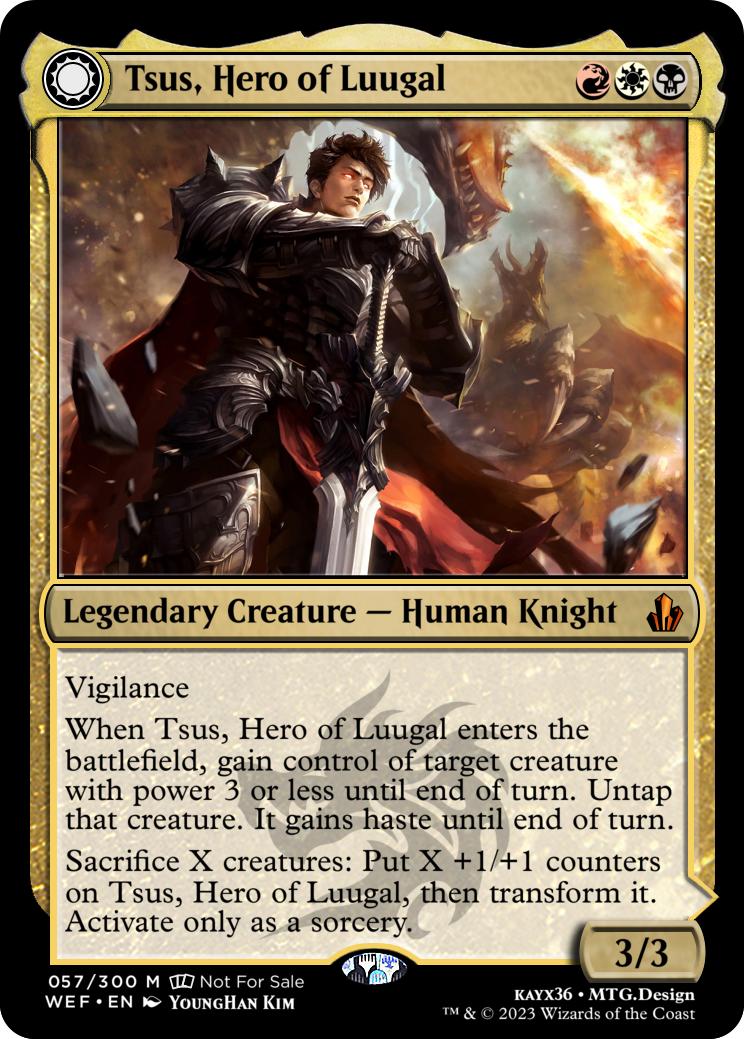 Tsus, Hero of Luugal
Legendary Creature — Human Knight
Vigilance
When Tsus, Hero of Luugal enters the
battlefield, gain control of target creature
with power 3 or less until end of turn. Untap
that creature. It gains haste until end of turn.
Sacrifice X creatures: Put X +1/+1 counters
on Tsus, Hero of Luugal, then transform it.
Activate only as a sorcery.
3/3
057/300 M Not For Sale
WEF • EN YoungHan Kim
kayx36 • MTG.Design
™ & © 2023 Wizards of the Coast